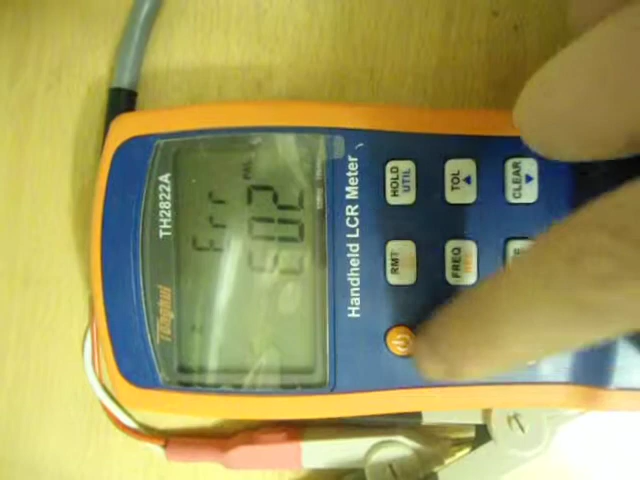 Tonghui TH2822A
Err
E02
Handheld LCR Meter
HOLD
UTIL
TOL
CLEAR
RMT
FREQ